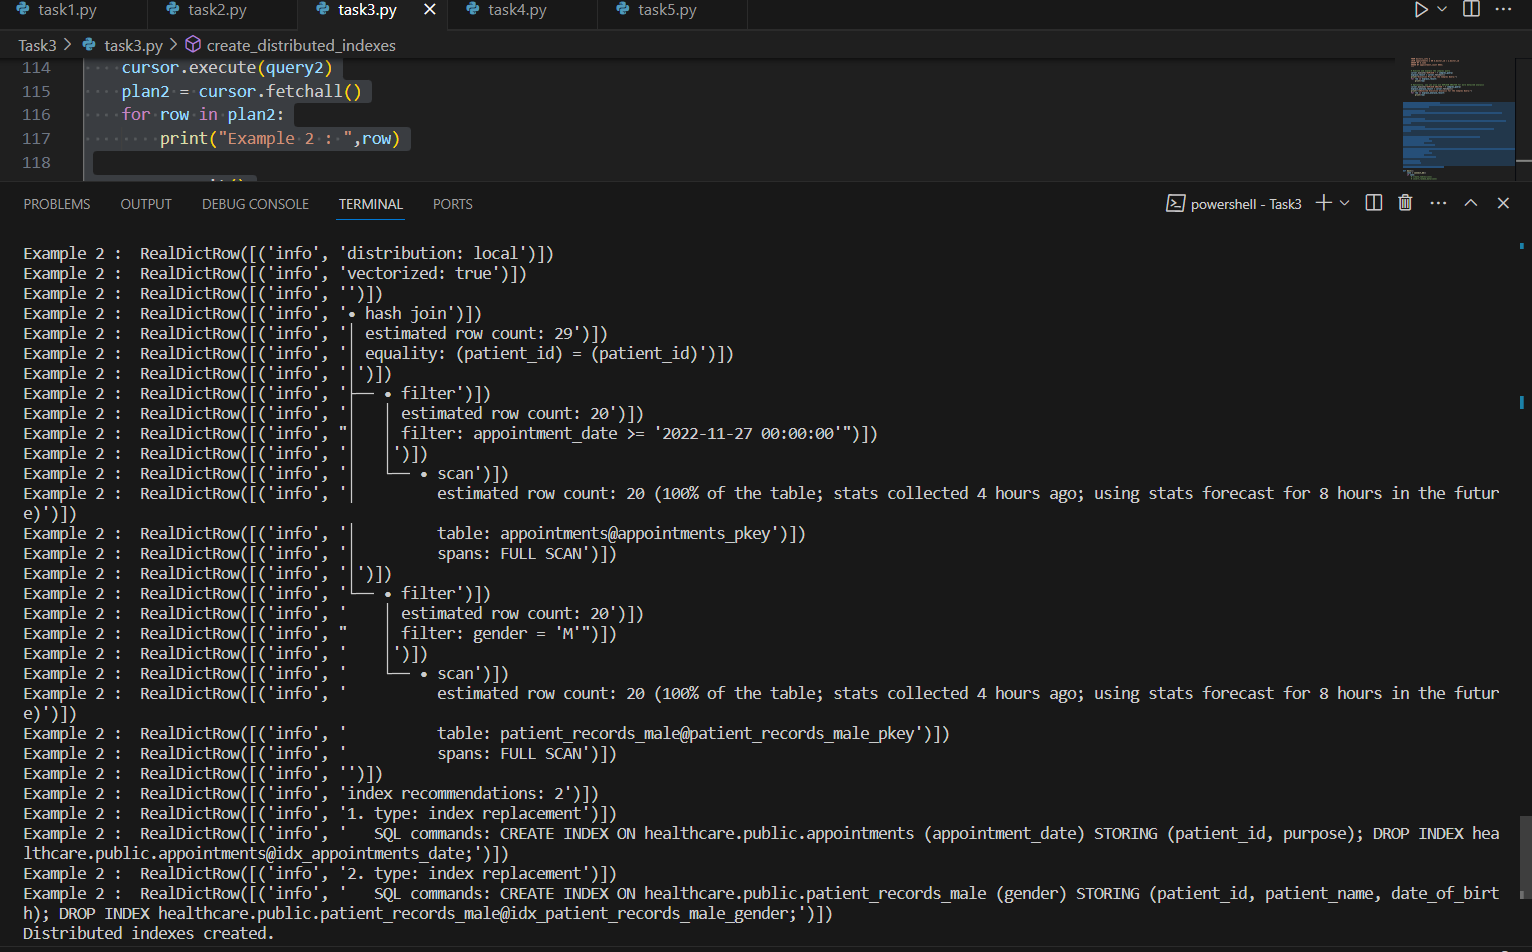 task1.py task2.py task3.py task4.py task5.py
Task3 > task3.py > create_distributed_indexes
114 cursor.execute(query2)
115 plan2 = cursor.fetchall()
116 for row in plan2:
117 print("Example 2 : ",row)
118
PROBLEMS OUTPUT DEBUG CONSOLE TERMINAL PORTS powershell - Task3
Example 2 :  RealDictRow([('info', 'distribution: local')])
Example 2 :  RealDictRow([('info', 'vectorized: true')])
Example 2 :  RealDictRow([('info', '')])
Example 2 :  RealDictRow([('info', '• hash join')])
Example 2 :  RealDictRow([('info', '│ estimated row count: 29')])
Example 2 :  RealDictRow([('info', '│ equality: (patient_id) = (patient_id)')])
Example 2 :  RealDictRow([('info', '│')])
Example 2 :  RealDictRow([('info', '├── • filter')])
Example 2 :  RealDictRow([('info', '│   │ estimated row count: 20')])
Example 2 :  RealDictRow([('info', "│   │ filter: appointment_date >= '2022-11-27 00:00:00'")])
Example 2 :  RealDictRow([('info', '│   │')])
Example 2 :  RealDictRow([('info', '│   └── • scan')])
Example 2 :  RealDictRow([('info', '│         estimated row count: 20 (100% of the table; stats collected 4 hours ago; using stats forecast for 8 hours in the futur
e)')])
Example 2 :  RealDictRow([('info', '│         table: appointments@appointments_pkey')])
Example 2 :  RealDictRow([('info', '│         spans: FULL SCAN')])
Example 2 :  RealDictRow([('info', '│')])
Example 2 :  RealDictRow([('info', '└── • filter')])
Example 2 :  RealDictRow([('info', '    │ estimated row count: 20')])
Example 2 :  RealDictRow([('info', "    │ filter: gender = 'M'")])
Example 2 :  RealDictRow([('info', '    │')])
Example 2 :  RealDictRow([('info', '    └── • scan')])
Example 2 :  RealDictRow([('info', '          estimated row count: 20 (100% of the table; stats collected 4 hours ago; using stats forecast for 8 hours in the futur
e)')])
Example 2 :  RealDictRow([('info', '          table: patient_records_male@patient_records_male_pkey')])
Example 2 :  RealDictRow([('info', '          spans: FULL SCAN')])
Example 2 :  RealDictRow([('info', '')])
Example 2 :  RealDictRow([('info', 'index recommendations: 2')])
Example 2 :  RealDictRow([('info', '1. type: index replacement')])
Example 2 :  RealDictRow([('info', '   SQL commands: CREATE INDEX ON healthcare.public.appointments (appointment_date) STORING (patient_id, purpose); DROP INDEX hea
lthcare.public.appointments@idx_appointments_date;')])
Example 2 :  RealDictRow([('info', '2. type: index replacement')])
Example 2 :  RealDictRow([('info', '   SQL commands: CREATE INDEX ON healthcare.public.patient_records_male (gender) STORING (patient_id, patient_name, date_of_birt
h); DROP INDEX healthcare.public.patient_records_male@idx_patient_records_male_gender;')])
Distributed indexes created.